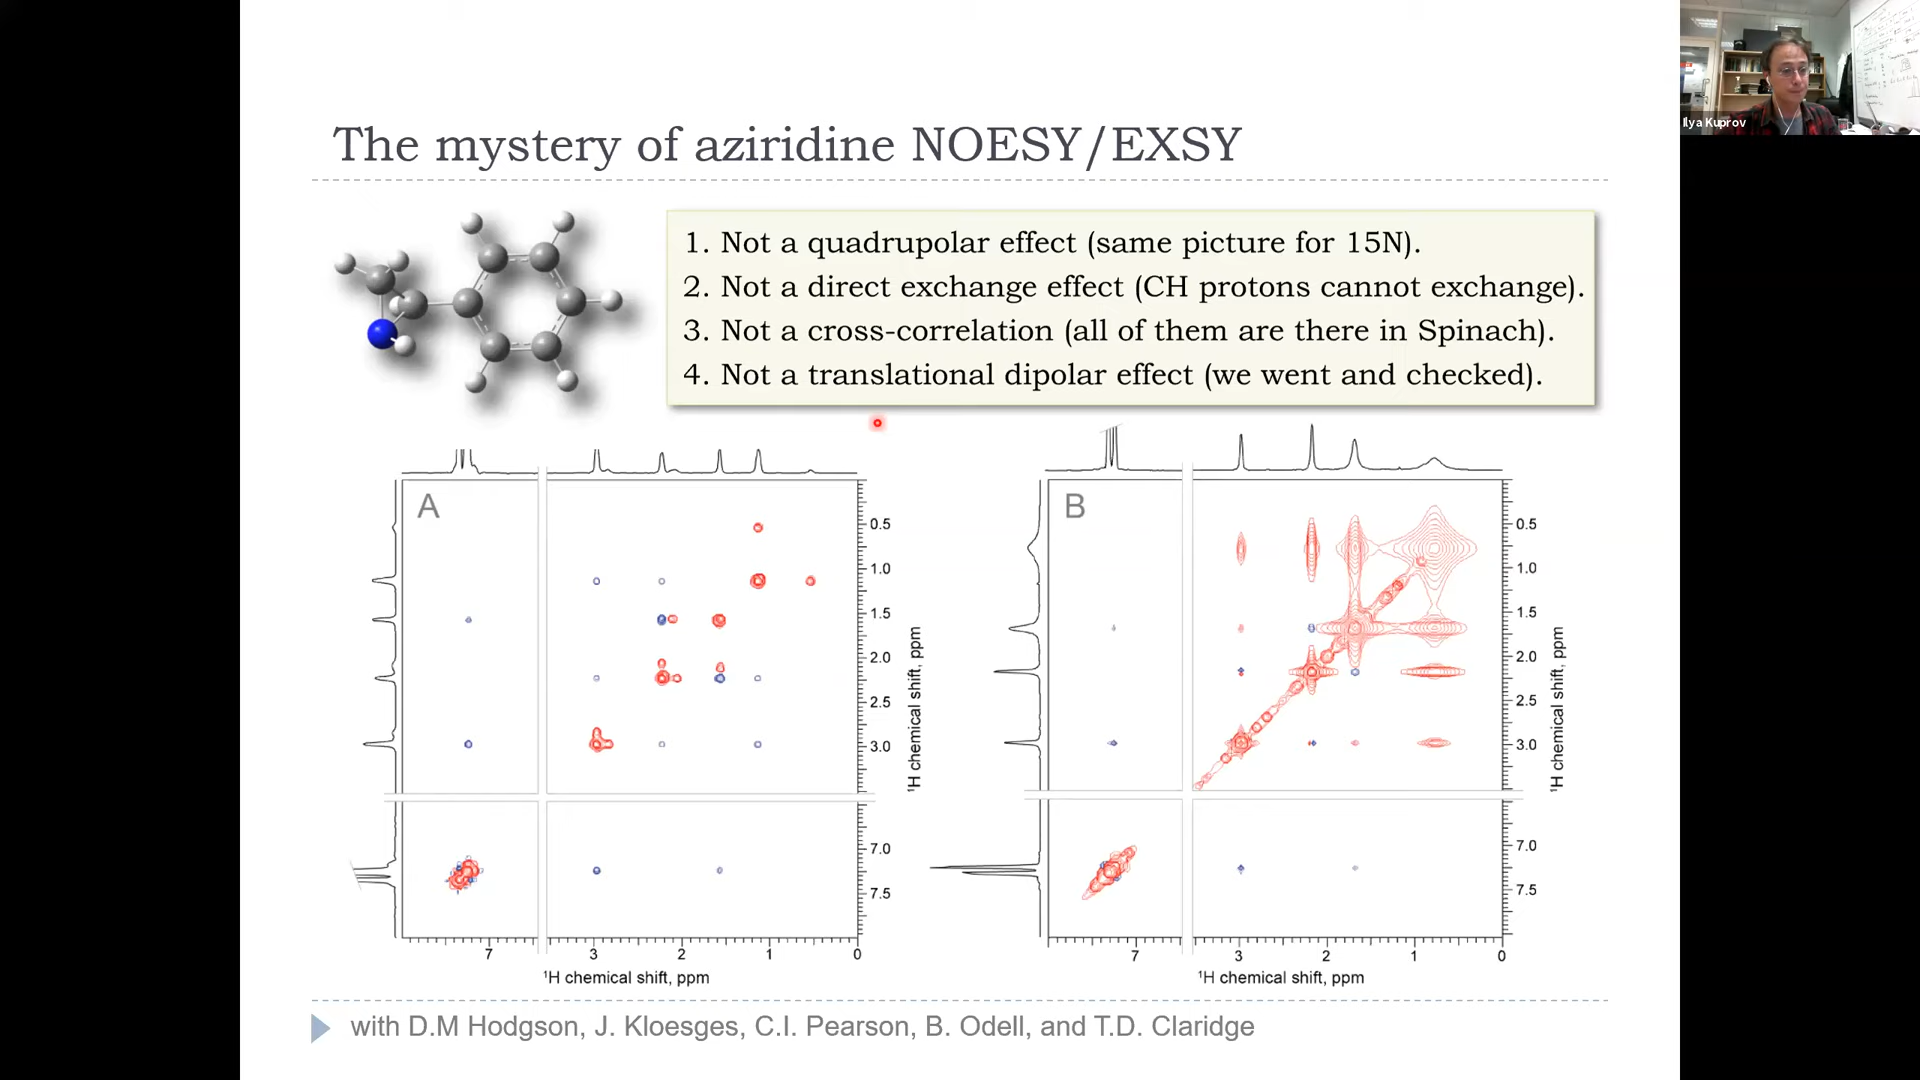 Ilya Kuprov
The mystery of aziridine NOESY/EXSY
1. Not a quadrupolar effect (same picture for 15N).
2. Not a direct exchange effect (CH protons cannot exchange).
3. Not a cross-correlation (all of them are there in Spinach).
4. Not a translational dipolar effect (we went and checked).
A
0.5
1.0
1.5
2.0
2.5
3.0
7.0
7.5
¹H chemical shift, ppm
7 3 2 1 0
¹H chemical shift, ppm
B
0.5
1.0
1.5
2.0
2.5
3.0
7.0
7.5
¹H chemical shift, ppm
7 3 2 1 0
¹H chemical shift, ppm
with D.M Hodgson, J. Kloesges, C.I. Pearson, B. Odell, and T.D. Claridge